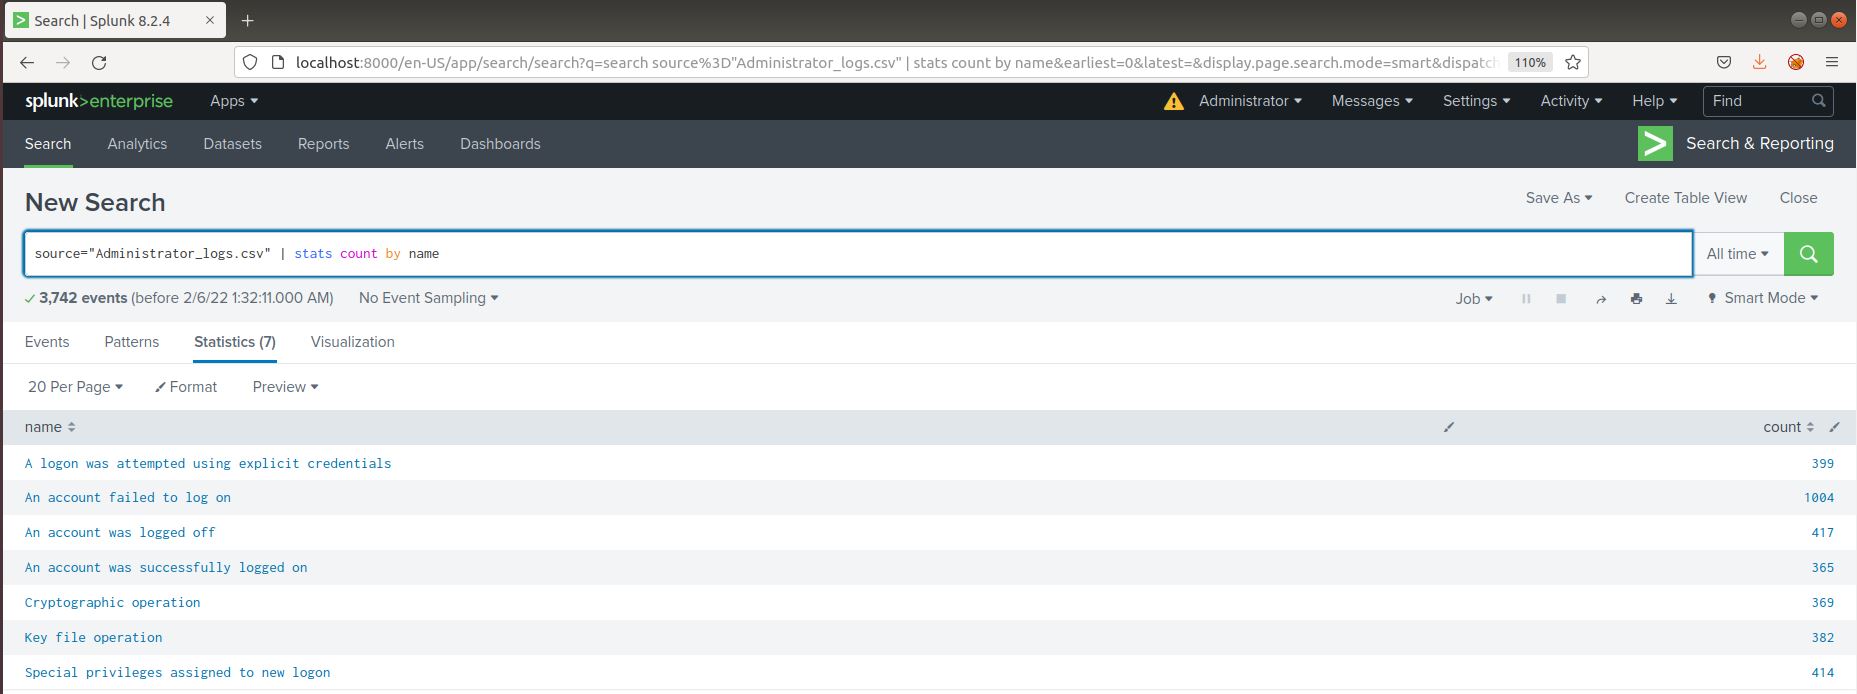 Search | Splunk 8.2.4
localhost:8000/en-US/app/search/search?q=search source%3D"Administrator_logs.csv" | stats count by name&earliest=0&latest=&display.page.search.mode=smart&dispatch 110%
splunk>enterprise Apps Administrator Messages Settings Activity Help Find
Search Analytics Datasets Reports Alerts Dashboards Search & Reporting
New Search Save As Create Table View Close
source="Administrator_logs.csv" | stats count by name All time
3,742 events (before 2/6/22 1:32:11.000 AM) No Event Sampling Job Smart Mode
Events Patterns Statistics (7) Visualization
20 Per Page Format Preview
name count
A logon was attempted using explicit credentials 399
An account failed to log on 1004
An account was logged off 417
An account was successfully logged on 365
Cryptographic operation 369
Key file operation 382
Special privileges assigned to new logon 414